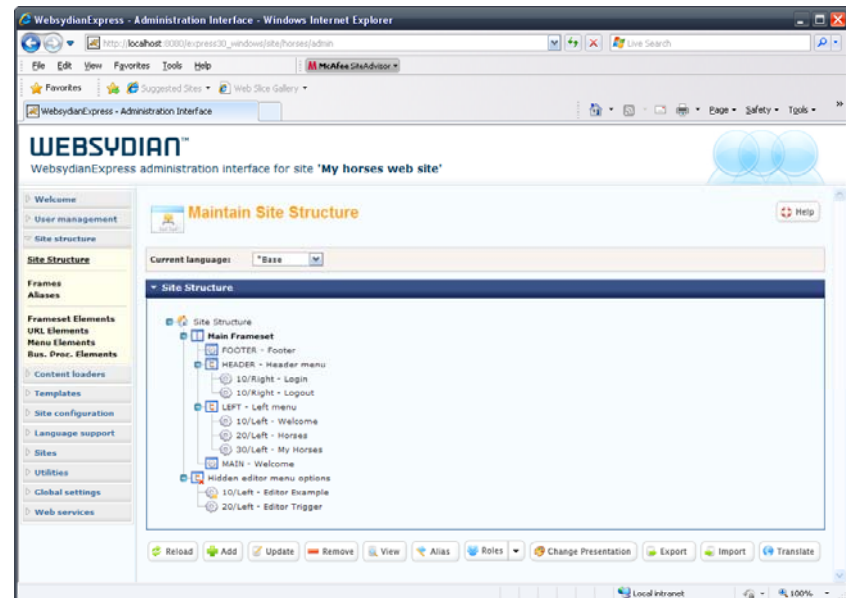 WebsydianExpress - Administration Interface - Windows Internet Explorer
http://localhost:8080/express30_windows/site/horses/admin
Live Search
File Edit View Favorites Tools Help
McAfee SiteAdvisor
Favorites Suggested Sites Web Slice Gallery
WebsydianExpress - Administration Interface
Page Safety Tools
WEBSYDIAN™
WebsydianExpress administration interface for site 'My horses web site'
Welcome
User management
Site structure
Site Structure
Frames
Aliases
Frameset Elements
URL Elements
Menu Elements
Bus. Proc. Elements
Content loaders
Templates
Site configuration
Language support
Sites
Utilities
Global settings
Web services
Maintain Site Structure
Help
Current language: *Base
Site Structure
Site Structure
Main Frameset
FOOTER - Footer
HEADER - Header menu
10/Right - Login
10/Right - Logout
LEFT - Left menu
10/Left - Welcome
20/Left - Horses
30/Left - My Horses
MAIN - Welcome
Hidden editor menu options
10/Left - Editor Example
20/Left - Editor Trigger
Reload Add Update Remove View Alias Roles Change Presentation Export Import Translate
Local intranet 100%